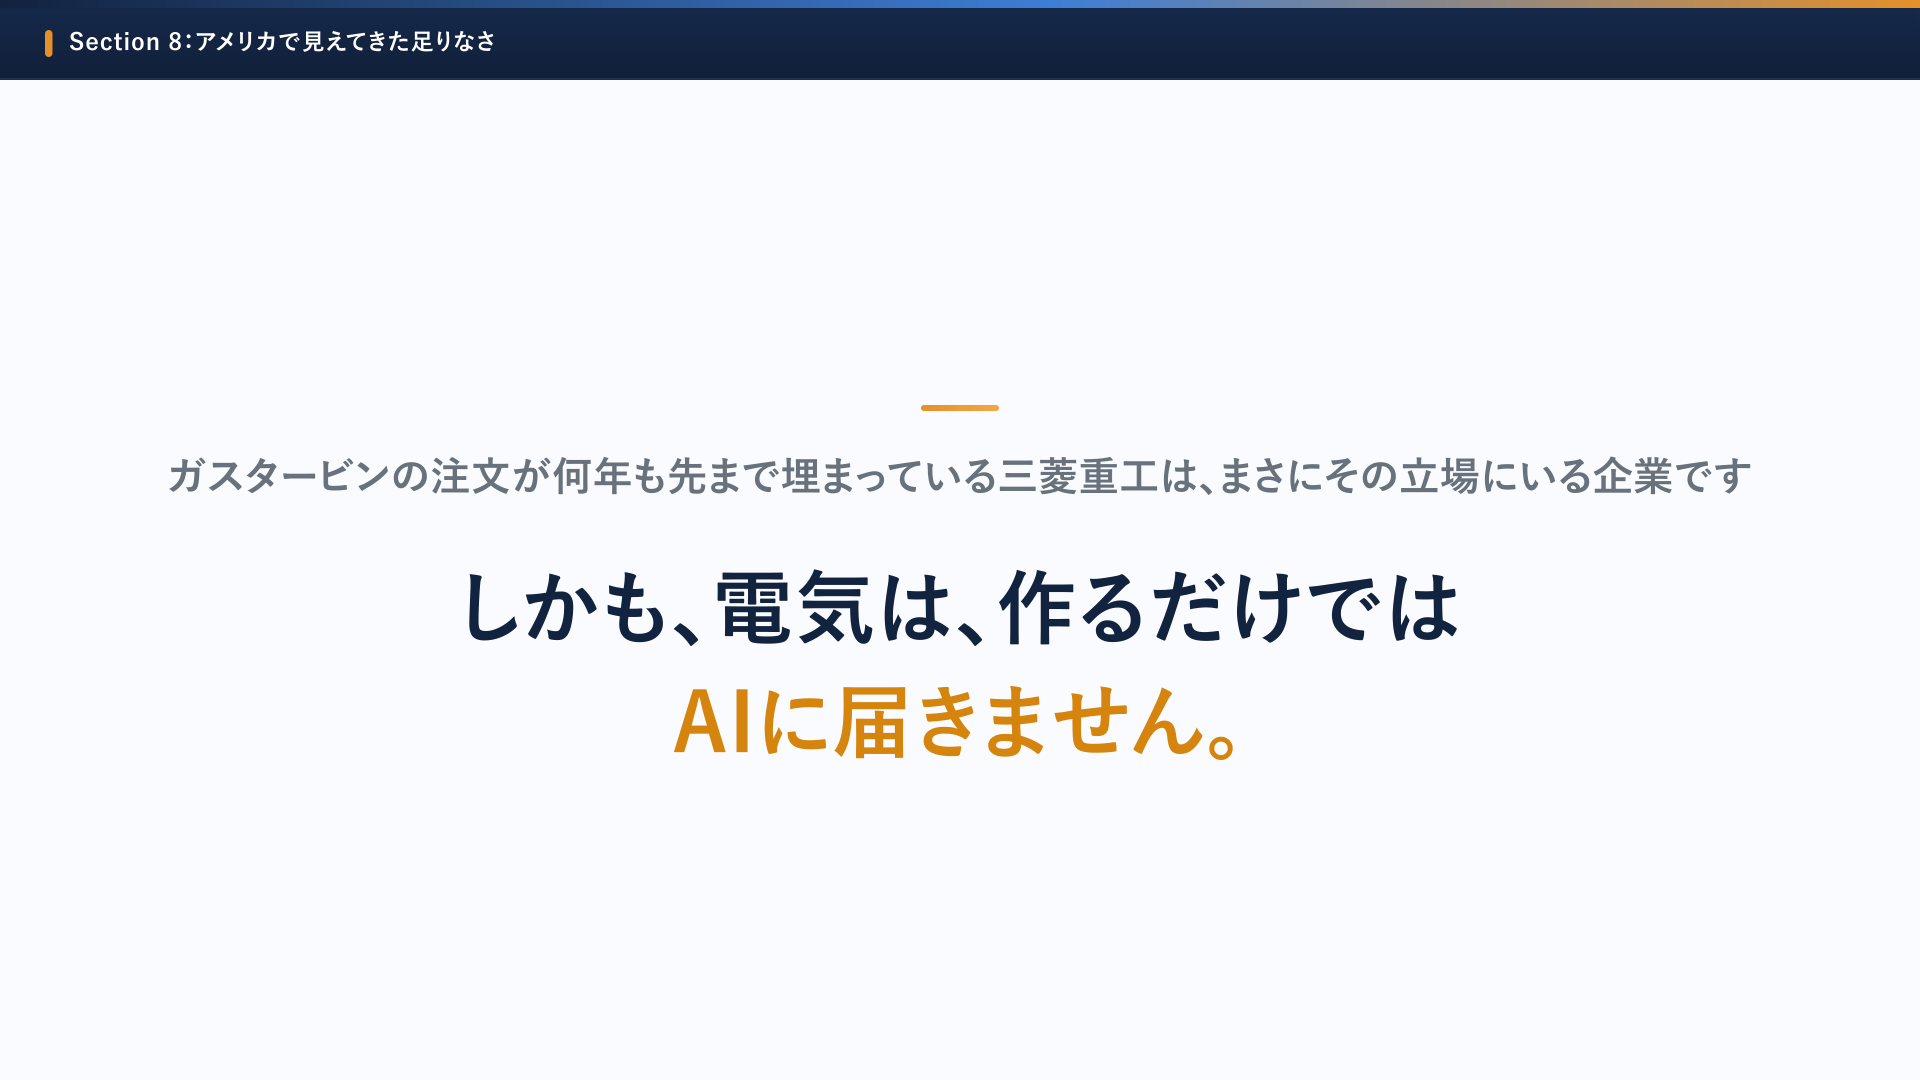 Section 8：アメリカで見えてきた足りなさ
ガスタービンの注文が何年も先まで埋まっている三菱重工は、まさにその立場にいる企業です
しかも、電気は、作るだけでは
AIに届きません。